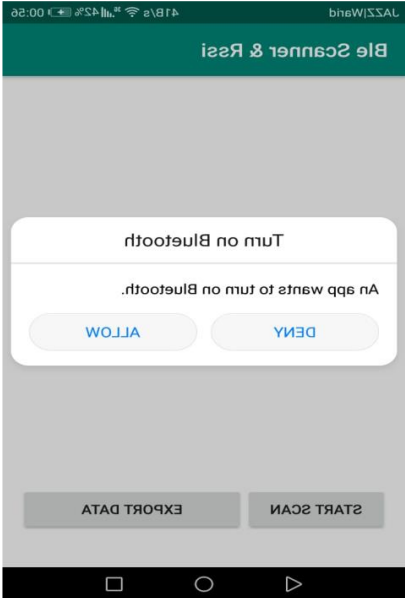 JAZZ|Warid 41B/s 36 42% 00:56
Ble Scanner & Rssi
Turn on Bluetooth
An app wants to turn on Bluetooth.
DENY ALLOW
START SCAN EXPORT DATA